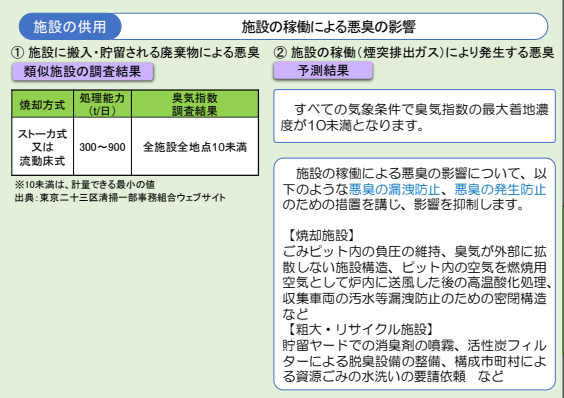 施設の供用
施設の稼働による悪臭の影響
① 施設に搬入・貯留される廃棄物による悪臭
類似施設の調査結果
焼却方式 処理能力(t/日) 臭気指数調査結果
ストーカ式又は流動床式 300～900 全施設全地点10未満
※10未満は、計量できる最小の値
出典：東京二十三区清掃一部事務組合ウェブサイト
② 施設の稼働（煙突排出ガス）により発生する悪臭
予測結果
すべての気象条件で臭気指数の最大着地濃
度が10未満となります。
施設の稼働による悪臭の影響について、以
下のような悪臭の漏洩防止、悪臭の発生防止
のための措置を講じ、影響を抑制します。
【焼却施設】
ごみピット内の負圧の維持、臭気が外部に拡
散しない施設構造、ピット内の空気を燃焼用
空気として炉内に送風した後の高温酸化処理、
収集車両の汚水等漏洩防止のための密閉構造
など
【粗大・リサイクル施設】
貯留ヤードでの消臭剤の噴霧、活性炭フィル
ターによる脱臭設備の整備、構成市町村によ
る資源ごみの水洗いの要請依頼　など